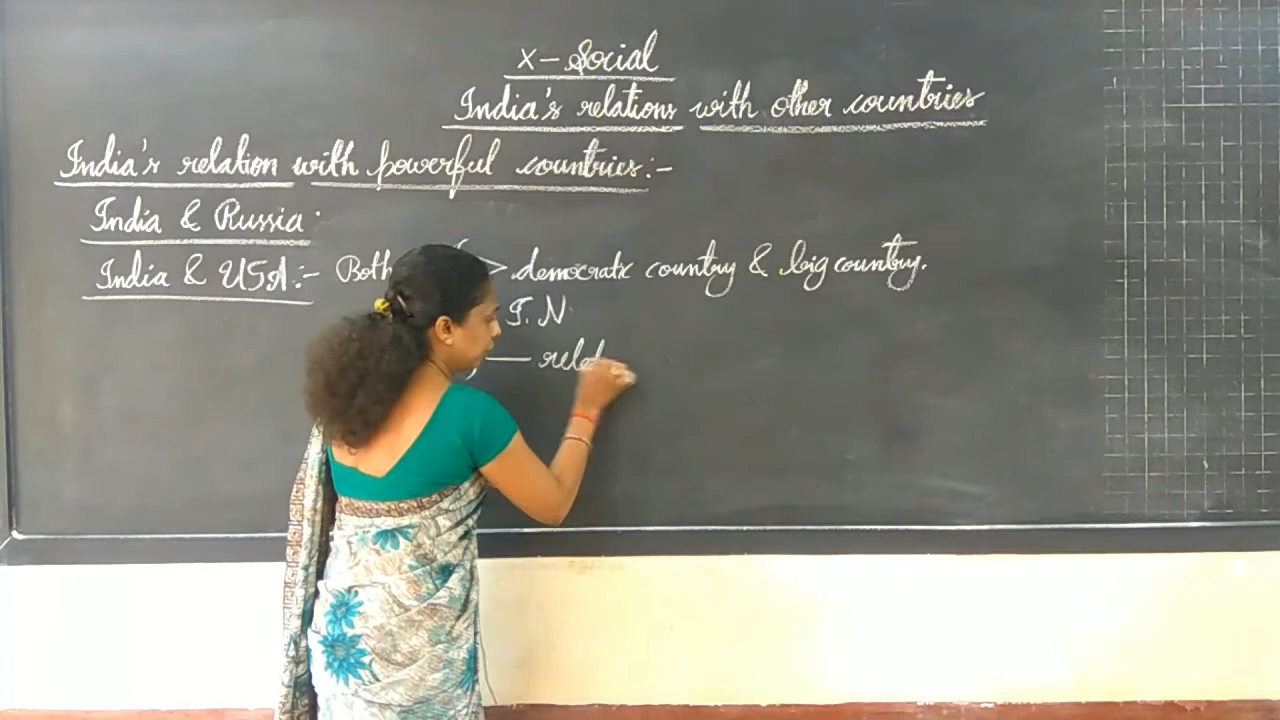 X – Social
India's relations with other countries
India's relation with powerful countries:-
India & Russia.
India & USA:- Both democratic country & big country.
I.N
— relat